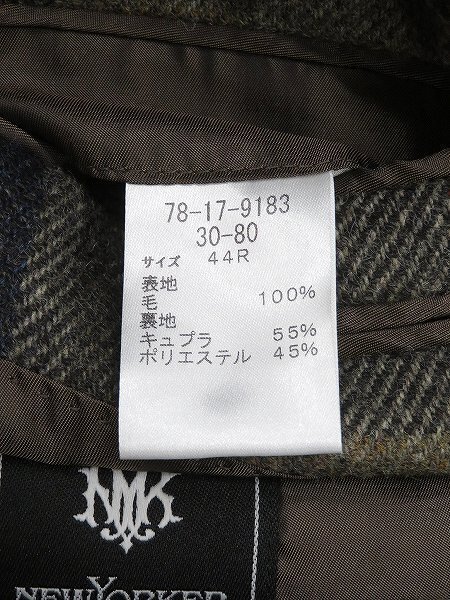 78-17-9183
30-80
サイズ 44R
表地
毛 100%
裏地
キュプラ 55%
ポリエステル 45%
NYK
NEWYORKER